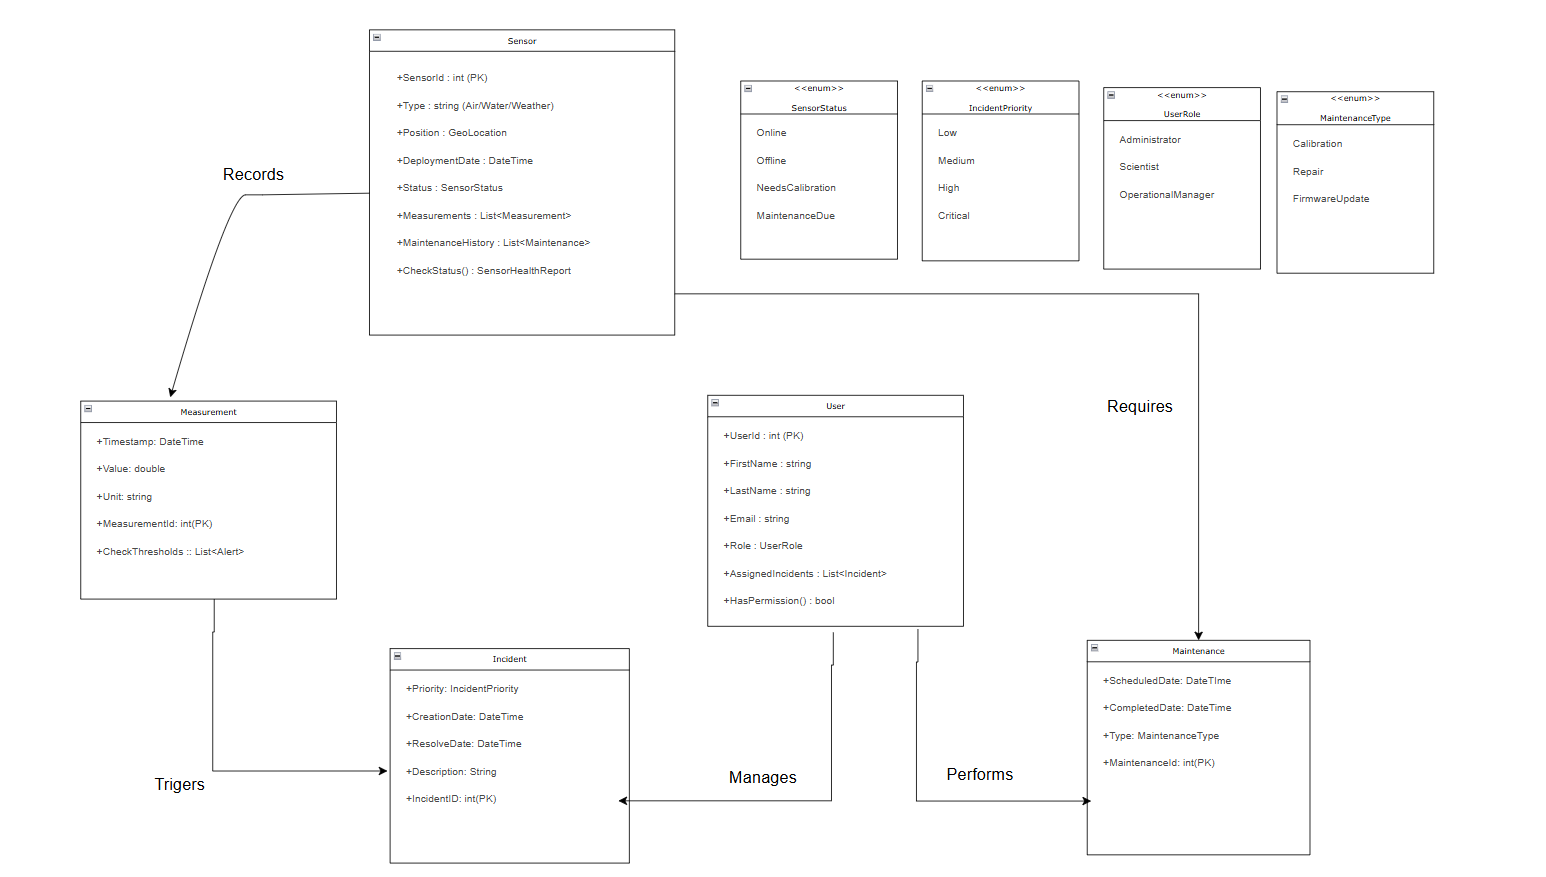 Sensor
+SensorId : int (PK)
+Type : string (Air/Water/Weather)
+Position : GeoLocation
+DeploymentDate : DateTime
+Status : SensorStatus
+Measurements : List<Measurement>
+MaintenanceHistory : List<Maintenance>
+CheckStatus() : SensorHealthReport
<<enum>>
SensorStatus
Online
Offline
NeedsCalibration
MaintenanceDue
<<enum>>
IncidentPriority
Low
Medium
High
Critical
<<enum>>
UserRole
Administrator
Scientist
OperationalManager
<<enum>>
MaintenanceType
Calibration
Repair
FirmwareUpdate
Records
Requires
Measurement
+Timestamp: DateTime
+Value: double
+Unit: string
+MeasurementId: int(PK)
+CheckThresholds :: List<Alert>
User
+UserId : int (PK)
+FirstName : string
+LastName : string
+Email : string
+Role : UserRole
+AssignedIncidents : List<Incident>
+HasPermission() : bool
Incident
+Priority: IncidentPriority
+CreationDate: DateTime
+ResolveDate: DateTime
+Description: String
+IncidentID: int(PK)
Maintenance
+ScheduledDate: DateTIme
+CompletedDate: DateTime
+Type: MaintenanceType
+MaintenanceId: int(PK)
Trigers
Manages
Performs